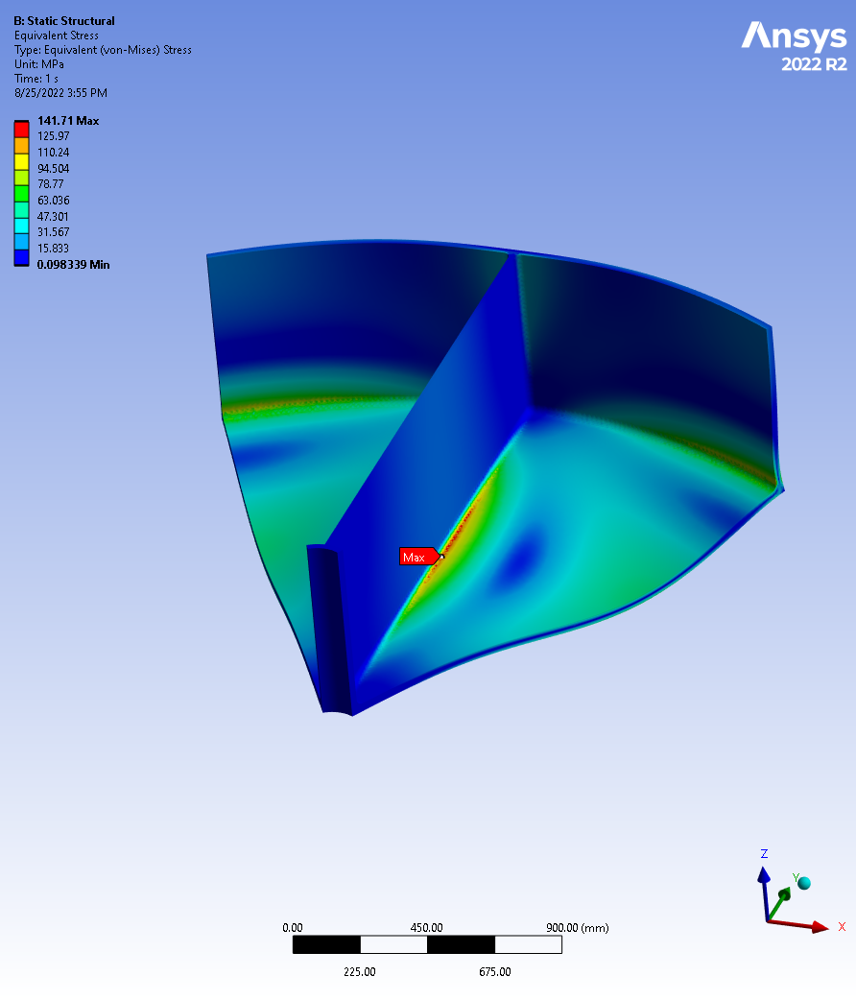 B: Static Structural
Equivalent Stress
Type: Equivalent (von-Mises) Stress
Unit: MPa
Time: 1 s
8/25/2022 3:55 PM
Ansys
2022 R2
141.71 Max
125.97
110.24
94.504
78.77
63.036
47.301
31.567
15.833
0.098339 Min
Max
Z
Y
X
0.00 450.00 900.00 (mm)
225.00 675.00